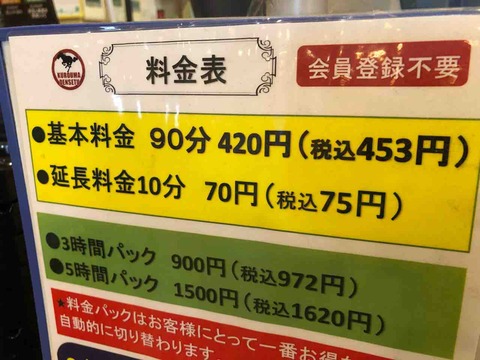 KUROUMA
DENSETU
料金表
会員登録不要
●基本料金 90分 420円(税込453円)
●延長料金10分 70円(税込75円)
●3時間パック 900円(税込972円)
●5時間パック 1500円(税込1620円)
★料金パックはお客様にとって一番お得
自動的に切り替わります